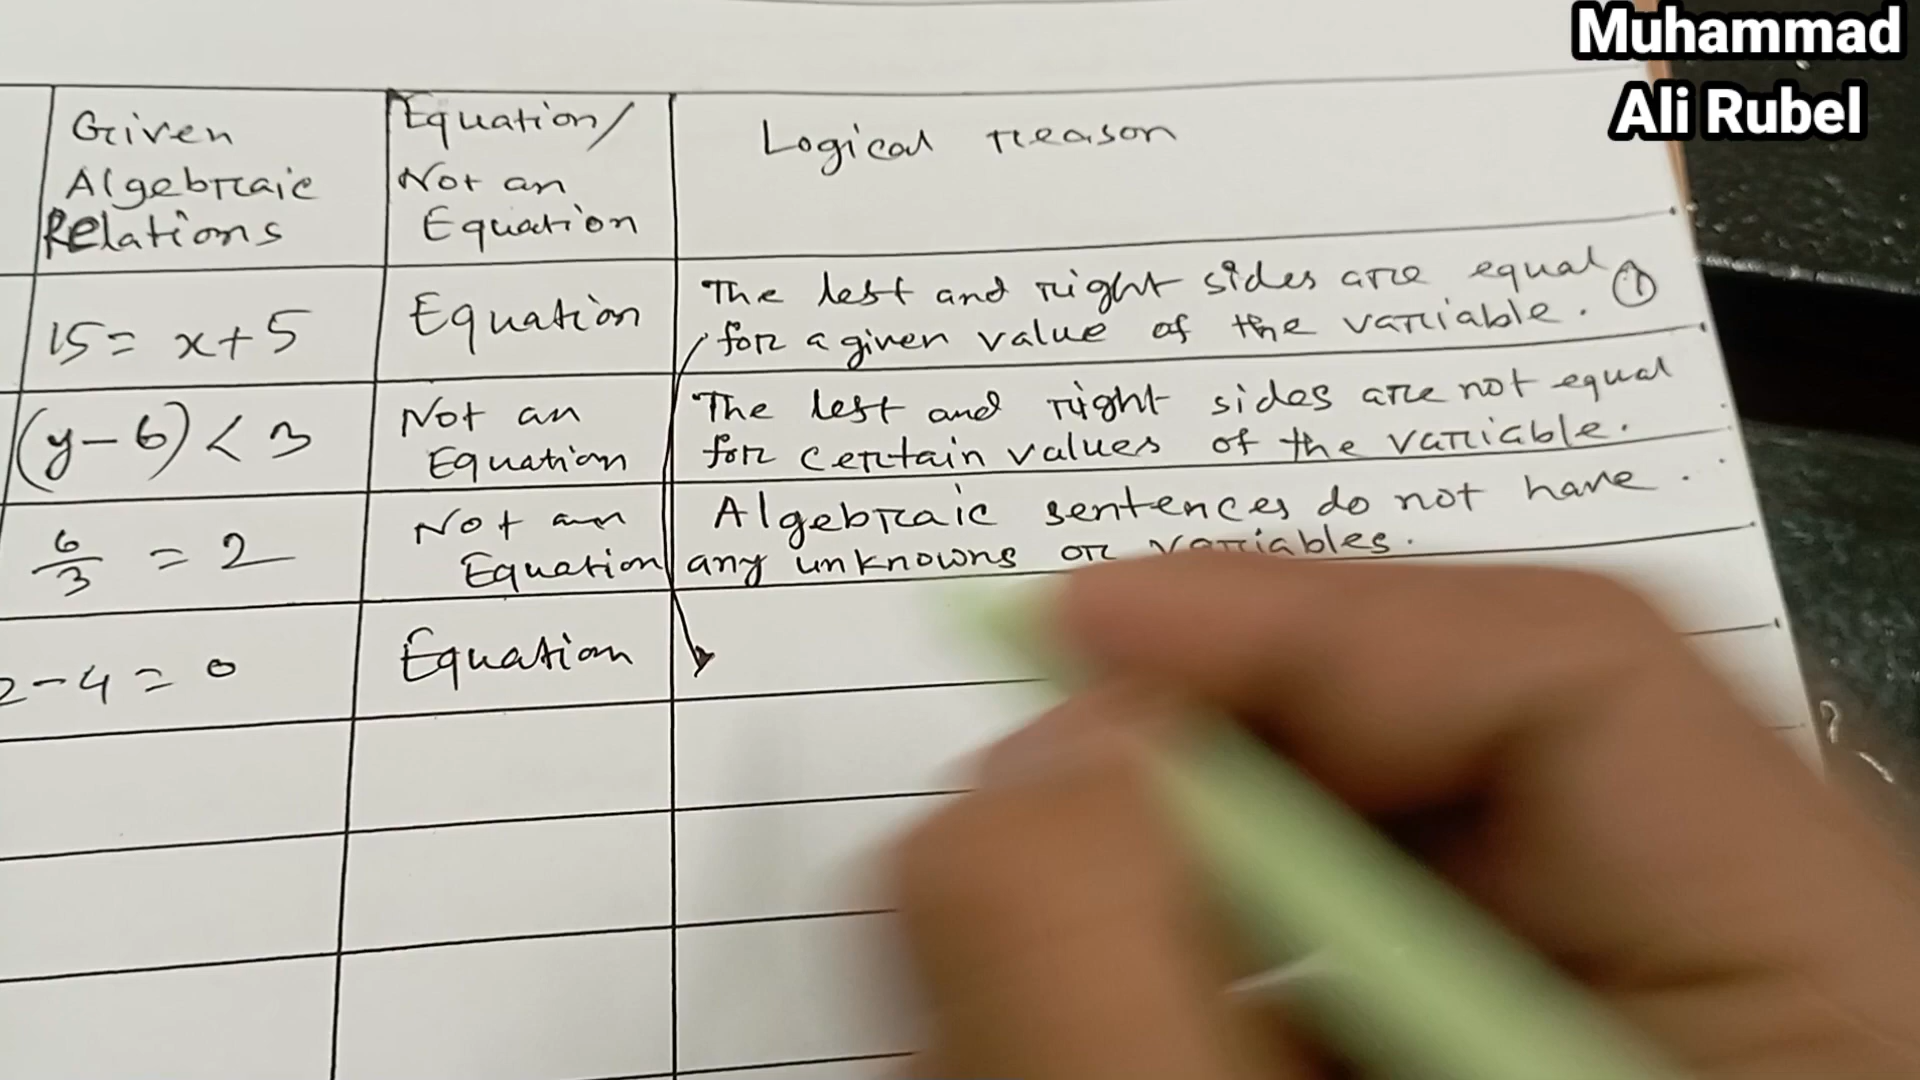 Muhammad
Ali Rubel
Given
Algebraic
Relations
Equation/
Not an
Equation
Logical reason
15 = x+5
Equation
The left and right sides are equal ①
for a given value of the variable.
(y-6) < 3
Not an
Equation
The left and right sides are not equal
for certain values of the variable.
6/3 = 2
Not an
Equation
Algebraic sentences do not have
any unknowns or variables.
2-4 = 0
Equation